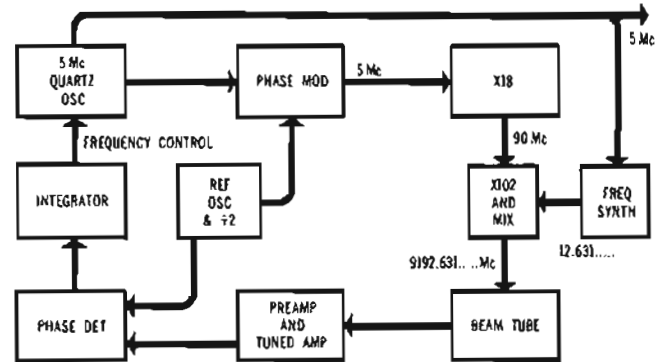 5 Mc
5 Mc
QUARTZ
OSC
PHASE MOD
5 Mc
X18
FREQUENCY CONTROL
90 Mc
INTEGRATOR
REF
OSC
& ÷2
X102
AND
MIX
FREQ
SYNTH
12.631.....
9192.631....Mc
PHASE DET
PREAMP
AND
TUNED AMP
BEAM TUBE